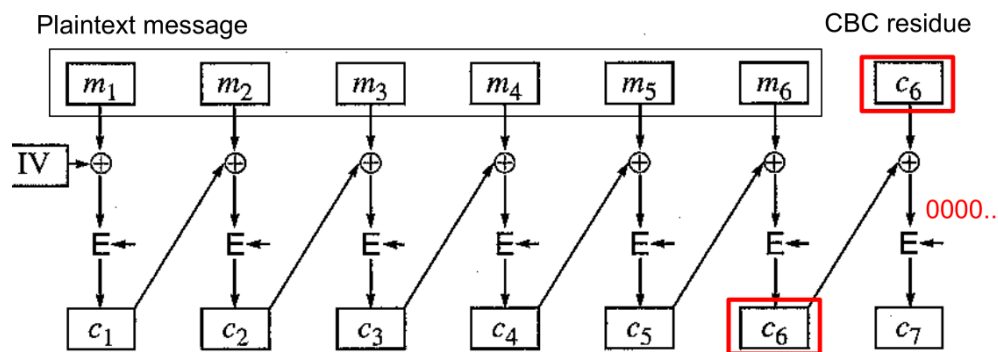 Plaintext message CBC residue
m1 m2 m3 m4 m5 m6 c6
IV
0000..
E E E E E E E
c1 c2 c3 c4 c5 c6 c7